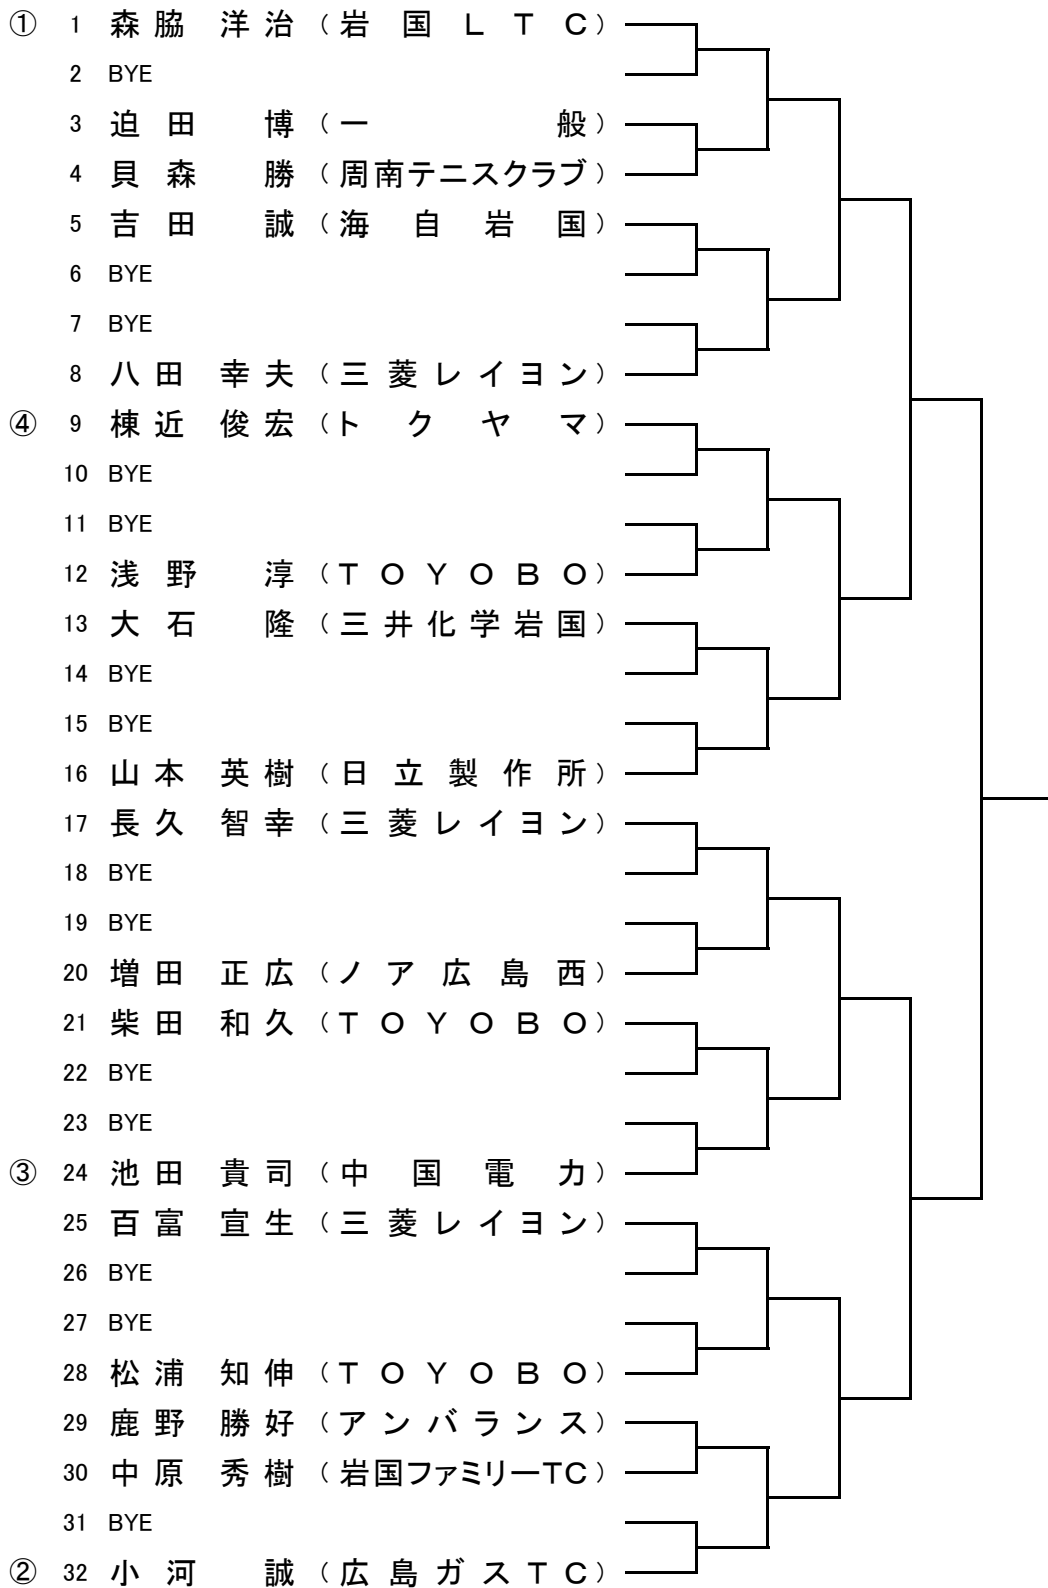 ① 1 森脇 洋治 (岩国LTC)
2 BYE
3 迫田 博 (一般)
4 貝森 勝 (周南テニスクラブ)
5 吉田 誠 (海自岩国)
6 BYE
7 BYE
8 八田 幸夫 (三菱レイヨン)
④ 9 棟近 俊宏 (トクヤマ)
10 BYE
11 BYE
12 浅野 淳 (TOYOBO)
13 大石 隆 (三井化学岩国)
14 BYE
15 BYE
16 山本 英樹 (日立製作所)
17 長久 智幸 (三菱レイヨン)
18 BYE
19 BYE
20 増田 正広 (ノア広島西)
21 柴田 和久 (TOYOBO)
22 BYE
23 BYE
③ 24 池田 貴司 (中国電力)
25 百富 宣生 (三菱レイヨン)
26 BYE
27 BYE
28 松浦 知伸 (TOYOBO)
29 鹿野 勝好 (アンバランス)
30 中原 秀樹 (岩国ファミリーTC)
31 BYE
② 32 小河 誠 (広島ガスTC)